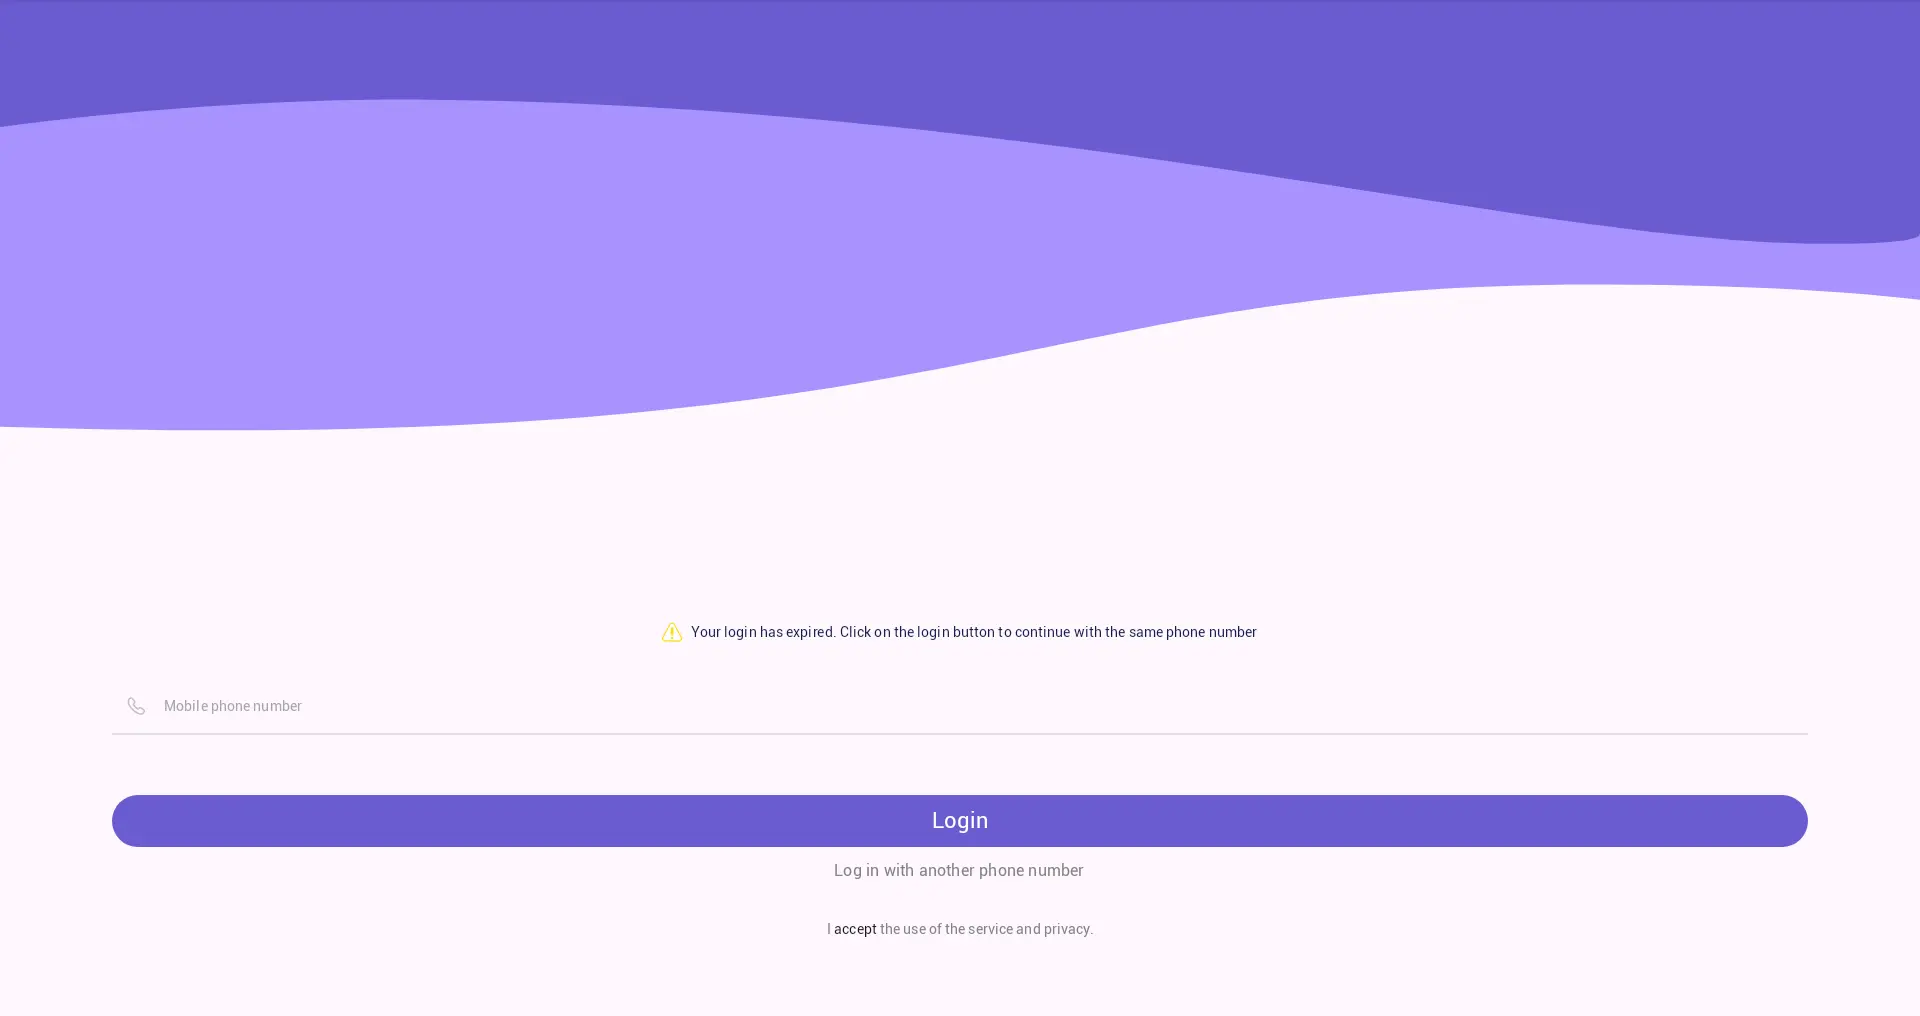 Your login has expired. Click on the login button to continue with the same phone number
Mobile phone number
Login
Log in with another phone number
I accept the use of the service and privacy.